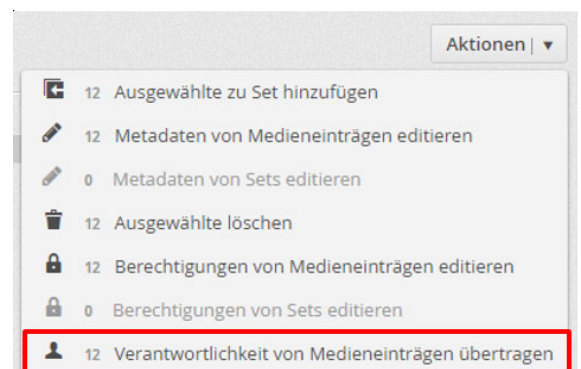 Aktionen | ▼
12 Ausgewählte zu Set hinzufügen
12 Metadaten von Medieneinträgen editieren
0 Metadaten von Sets editieren
12 Ausgewählte löschen
12 Berechtigungen von Medieneinträgen editieren
0 Berechtigungen von Sets editieren
12 Verantwortlichkeit von Medieneinträgen übertragen